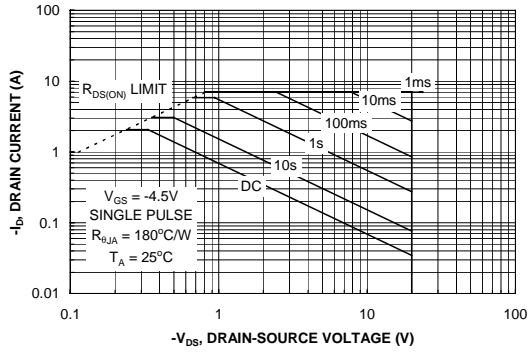 100
10
1
0.1
0.01
0.1
1
10
100
-I_D, DRAIN CURRENT (A)
-V_DS, DRAIN-SOURCE VOLTAGE (V)
R_DS(ON) LIMIT
1ms
10ms
100ms
1s
10s
DC
V_GS = -4.5V
SINGLE PULSE
R_θJA = 180°C/W
T_A = 25°C